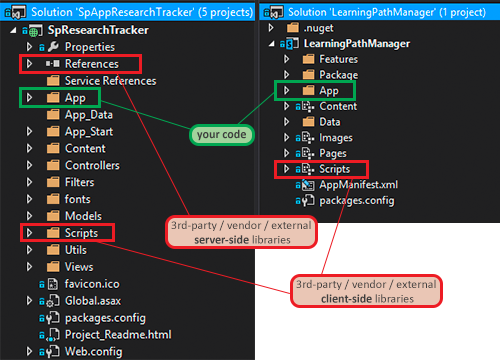 Solution 'SpAppResearchTracker' (5 projects)
SpResearchTracker
Properties
References
Service References
App
App_Data
App_Start
Content
Controllers
Filters
fonts
Models
Scripts
Utils
Views
favicon.ico
Global.asax
packages.config
Project_Readme.html
Web.config
your code
3rd-party / vendor / external
server-side libraries
3rd-party / vendor / external
client-side libraries
Solution 'LearningPathManager' (1 project)
.nuget
LearningPathManager
Features
Package
App
Content
Data
Images
Pages
Scripts
AppManifest.xml
packages.config